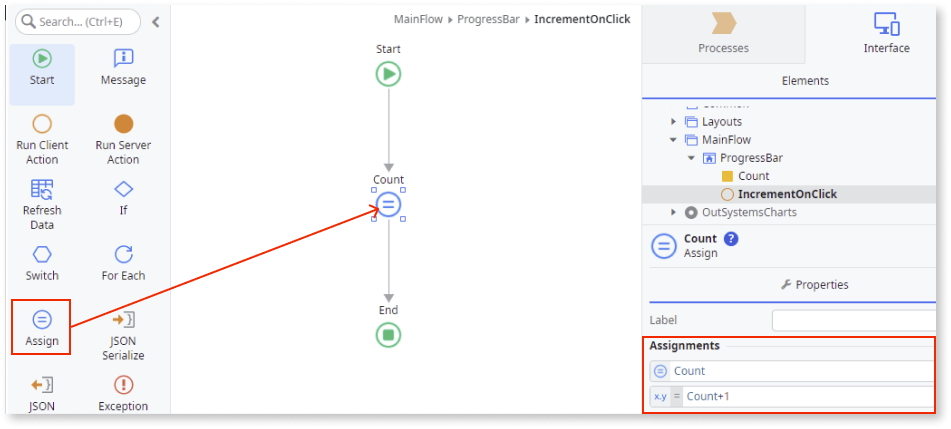 Search... (Ctrl+E)
Start
Message
Run Client
Action
Run Server
Action
Refresh
Data
If
Switch
For Each
Assign
JSON
Serialize
JSON
Exception
MainFlow ▸ ProgressBar ▸ IncrementOnClick
Start
Count
End
Processes
Interface
Elements
Common
Layouts
MainFlow
ProgressBar
Count
IncrementOnClick
OutSystemsCharts
Count ?
Assign
Properties
Label
Assignments
Count
x.y = Count+1